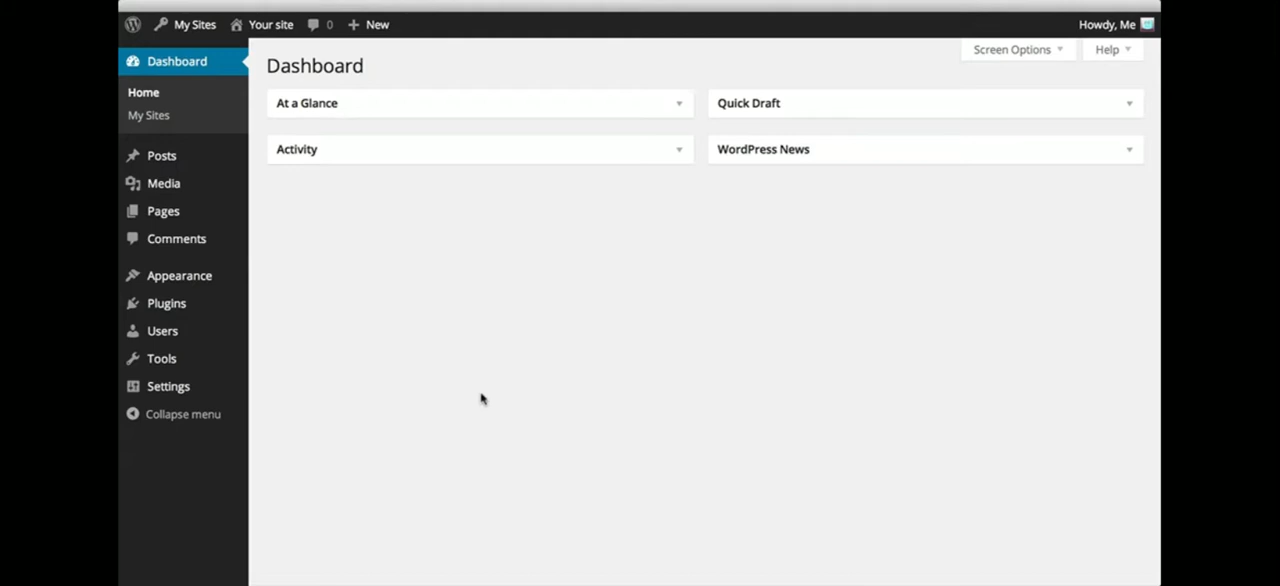 My Sites Your site 0 New Howdy, Me
Dashboard
Home
My Sites
Posts
Media
Pages
Comments
Appearance
Plugins
Users
Tools
Settings
Collapse menu
Screen Options Help
Dashboard
At a Glance Quick Draft
Activity WordPress News